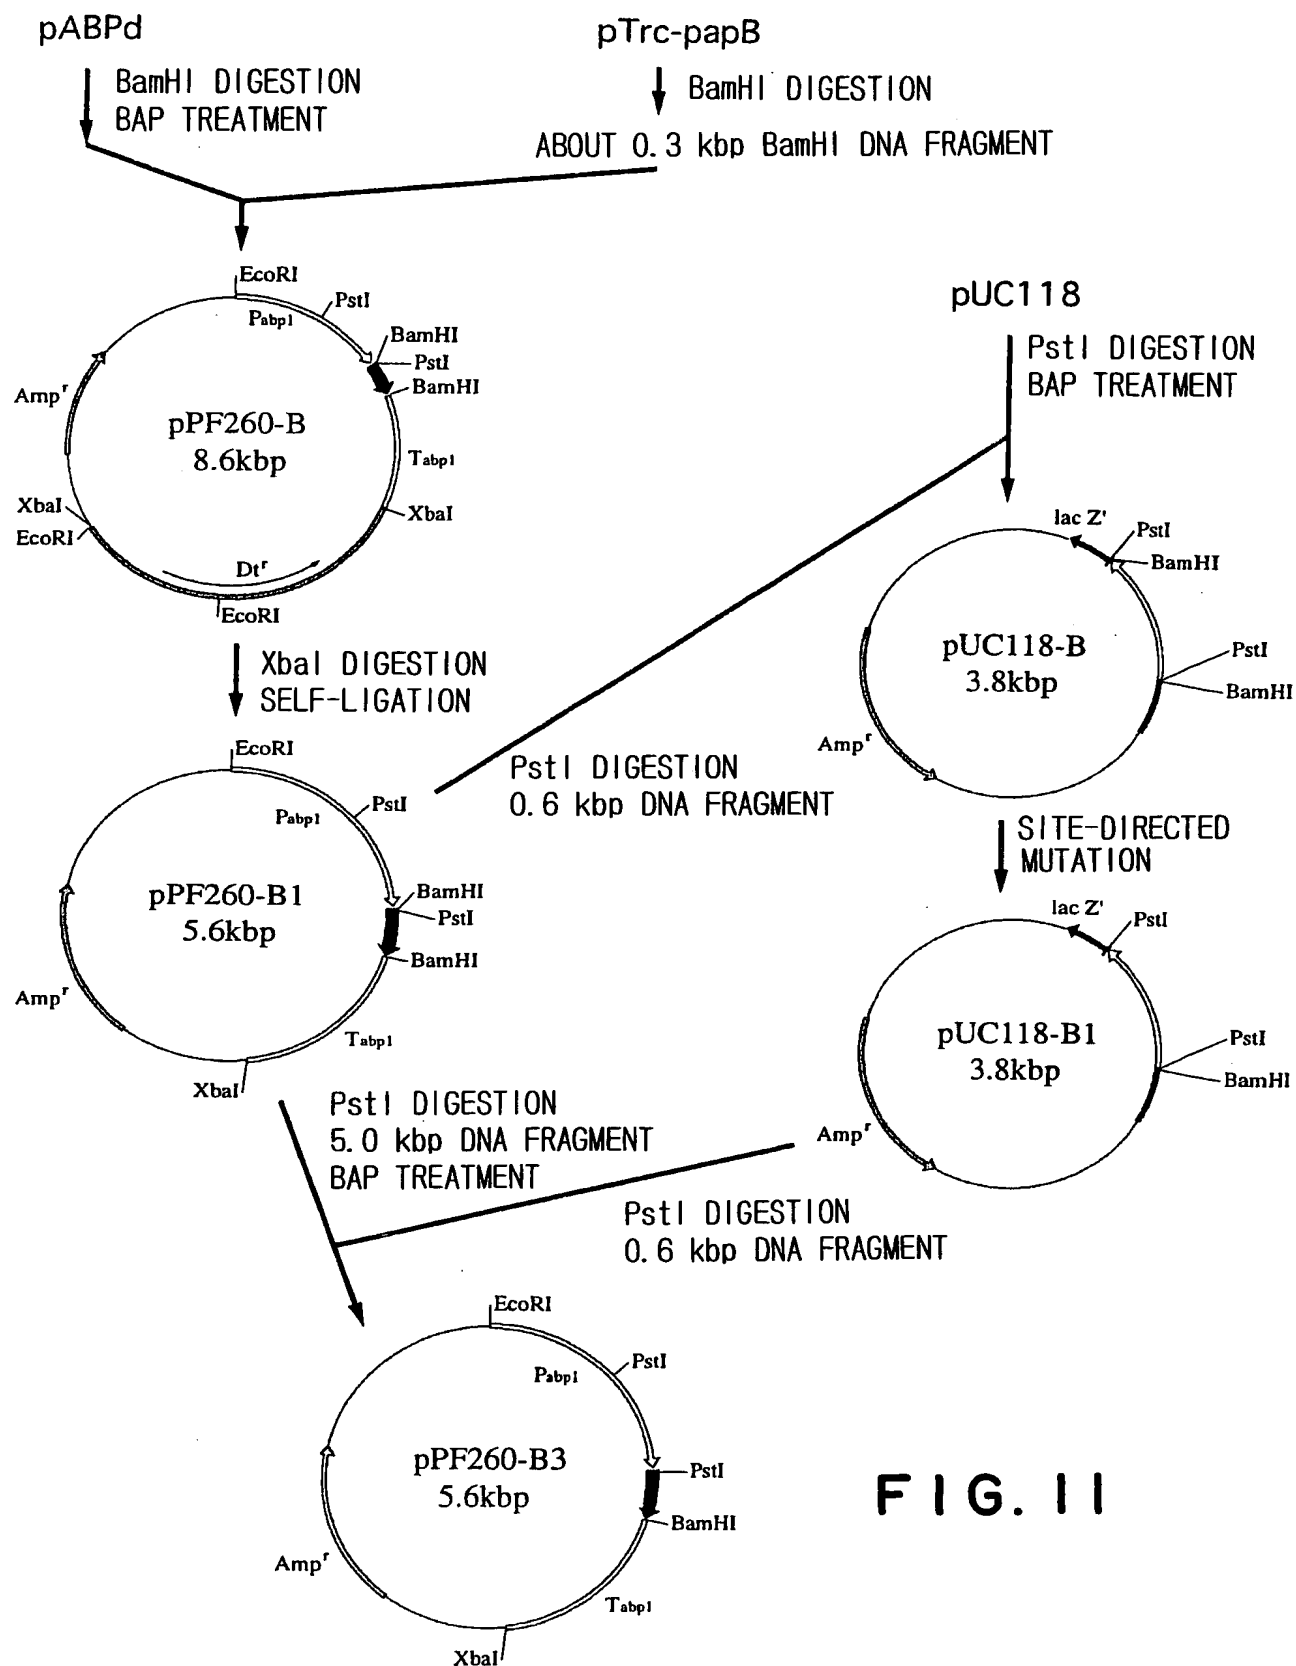 pABPd
BamHI DIGESTION
BAP TREATMENT
pTrc-papB
BamHI DIGESTION
ABOUT 0.3 kbp BamHI DNA FRAGMENT
EcoRI
PstI
Pabp1
BamHI
PstI
BamHI
Ampr
pPF260-B
8.6kbp
Tabp1
XbaI
EcoRI
XbaI
Dtr
EcoRI
pUC118
PstI DIGESTION
BAP TREATMENT
lac Z'
PstI
BamHI
pUC118-B
3.8kbp
PstI
BamHI
Ampr
XbaI DIGESTION
SELF-LIGATION
PstI DIGESTION
0.6 kbp DNA FRAGMENT
SITE-DIRECTED
MUTATION
EcoRI
PstI
Pabp1
pPF260-B1
5.6kbp
BamHI
PstI
BamHI
Ampr
Tabp1
XbaI
lac Z'
PstI
pUC118-B1
3.8kbp
PstI
BamHI
Ampr
PstI DIGESTION
5.0 kbp DNA FRAGMENT
BAP TREATMENT
PstI DIGESTION
0.6 kbp DNA FRAGMENT
EcoRI
PstI
Pabp1
pPF260-B3
5.6kbp
PstI
BamHI
Ampr
Tabp1
XbaI
FIG. 11